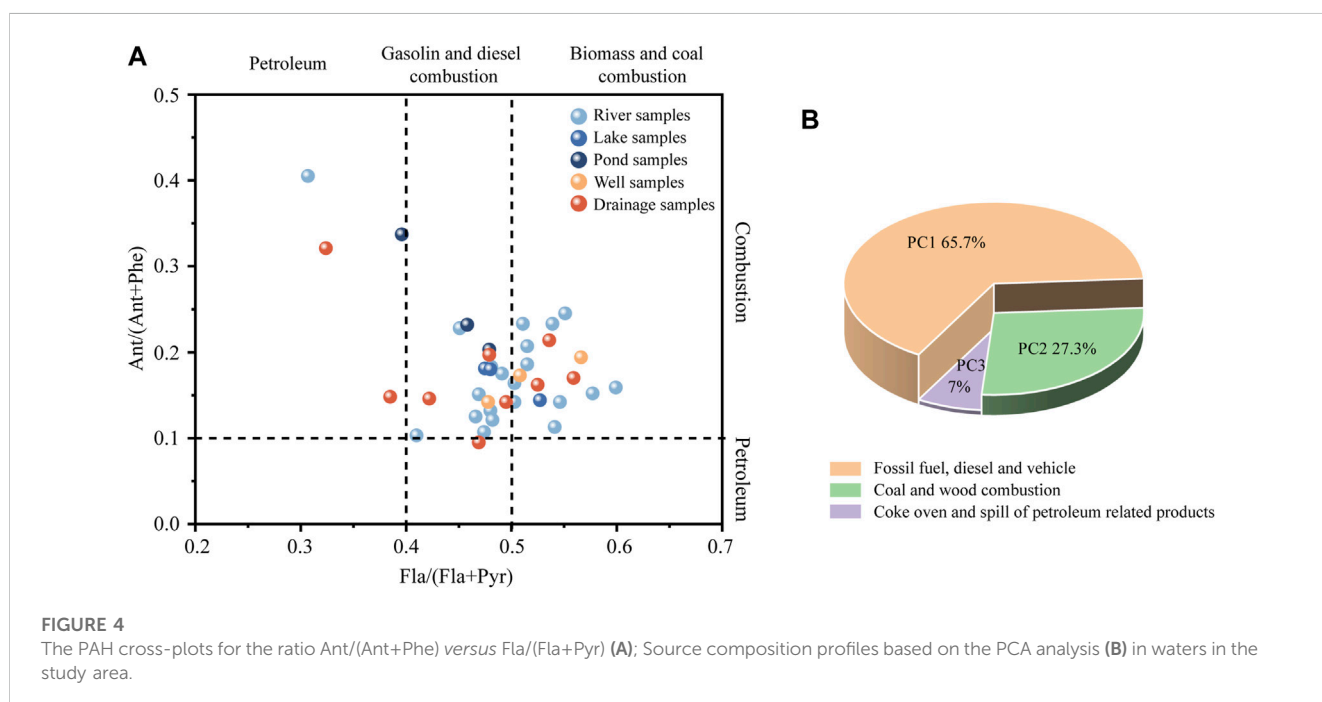 A
Petroleum
Gasolin and diesel
combustion
Biomass and coal
combustion
0.5
0.4
0.3
0.2
0.1
0.0
Ant/(Ant+Phe)
River samples
Lake samples
Pond samples
Well samples
Drainage samples
Combustion
Petroleum
0.2
0.3
0.4
0.5
0.6
0.7
Fla/(Fla+Pyr)
B
PC1 65.7%
PC2 27.3%
PC3
7%
Fossil fuel, diesel and vehicle
Coal and wood combustion
Coke oven and spill of petroleum related products
FIGURE 4
The PAH cross-plots for the ratio Ant/(Ant+Phe) versus Fla/(Fla+Pyr) (A); Source composition profiles based on the PCA analysis (B) in waters in the
study area.